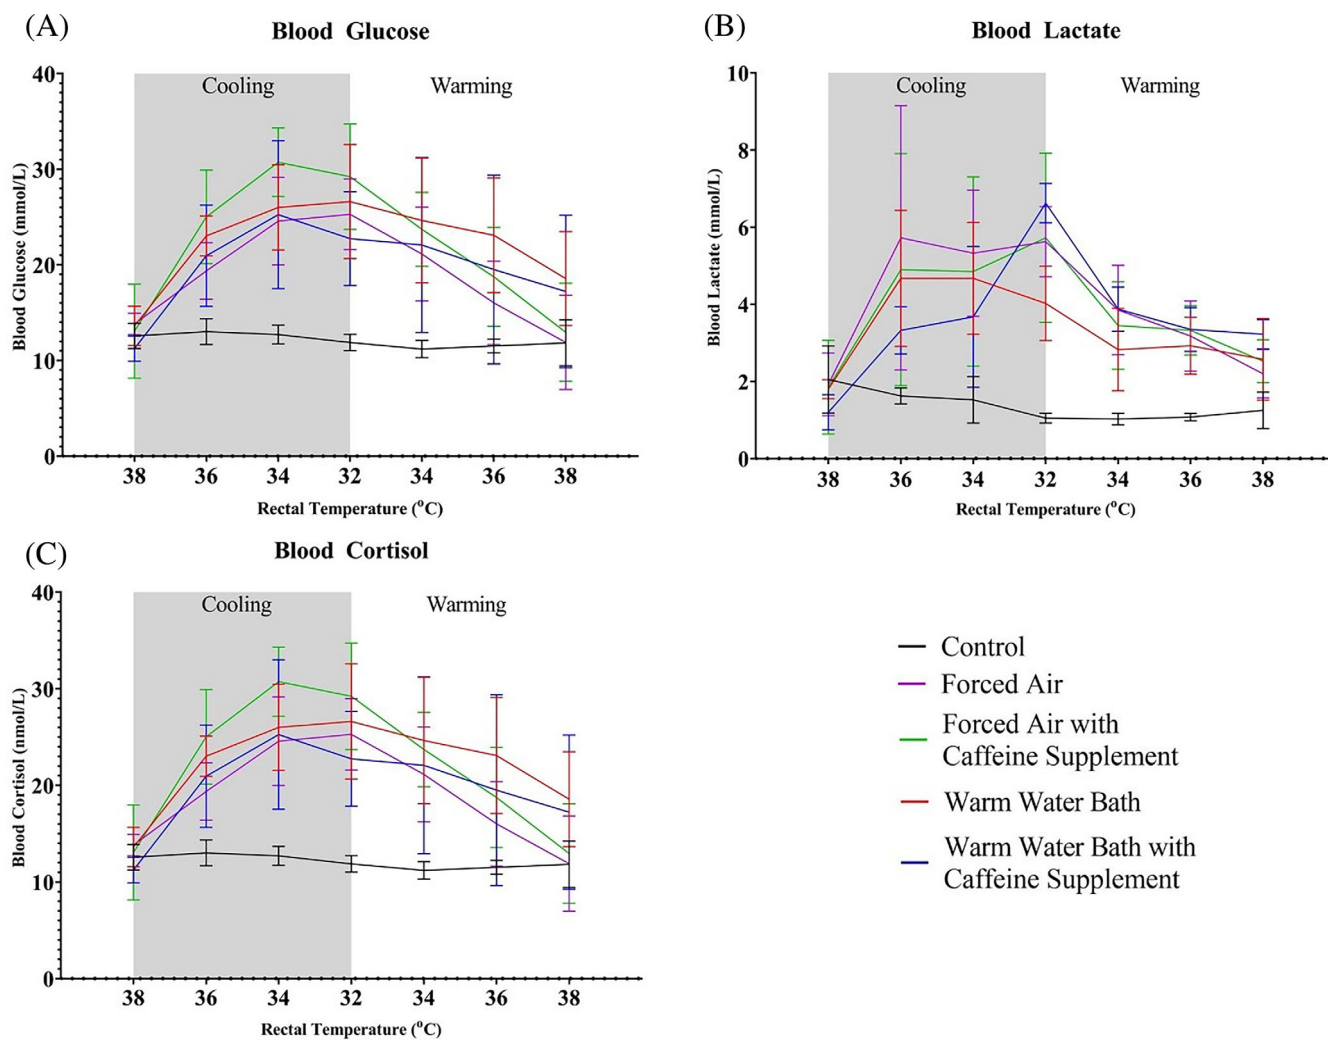 (A)
Blood Glucose
Cooling
Warming
40
30
20
10
0
Blood Glucose (mmol/L)
38 36 34 32 34 36 38
Rectal Temperature (°C)
(B)
Blood Lactate
Cooling
Warming
10
8
6
4
2
0
Blood Lactate (mmol/L)
38 36 34 32 34 36 38
Rectal Temperature (°C)
(C)
Blood Cortisol
Cooling
Warming
40
30
20
10
0
Blood Cortisol (nmol/L)
38 36 34 32 34 36 38
Rectal Temperature (°C)
Control
Forced Air
Forced Air with
Caffeine Supplement
Warm Water Bath
Warm Water Bath with
Caffeine Supplement